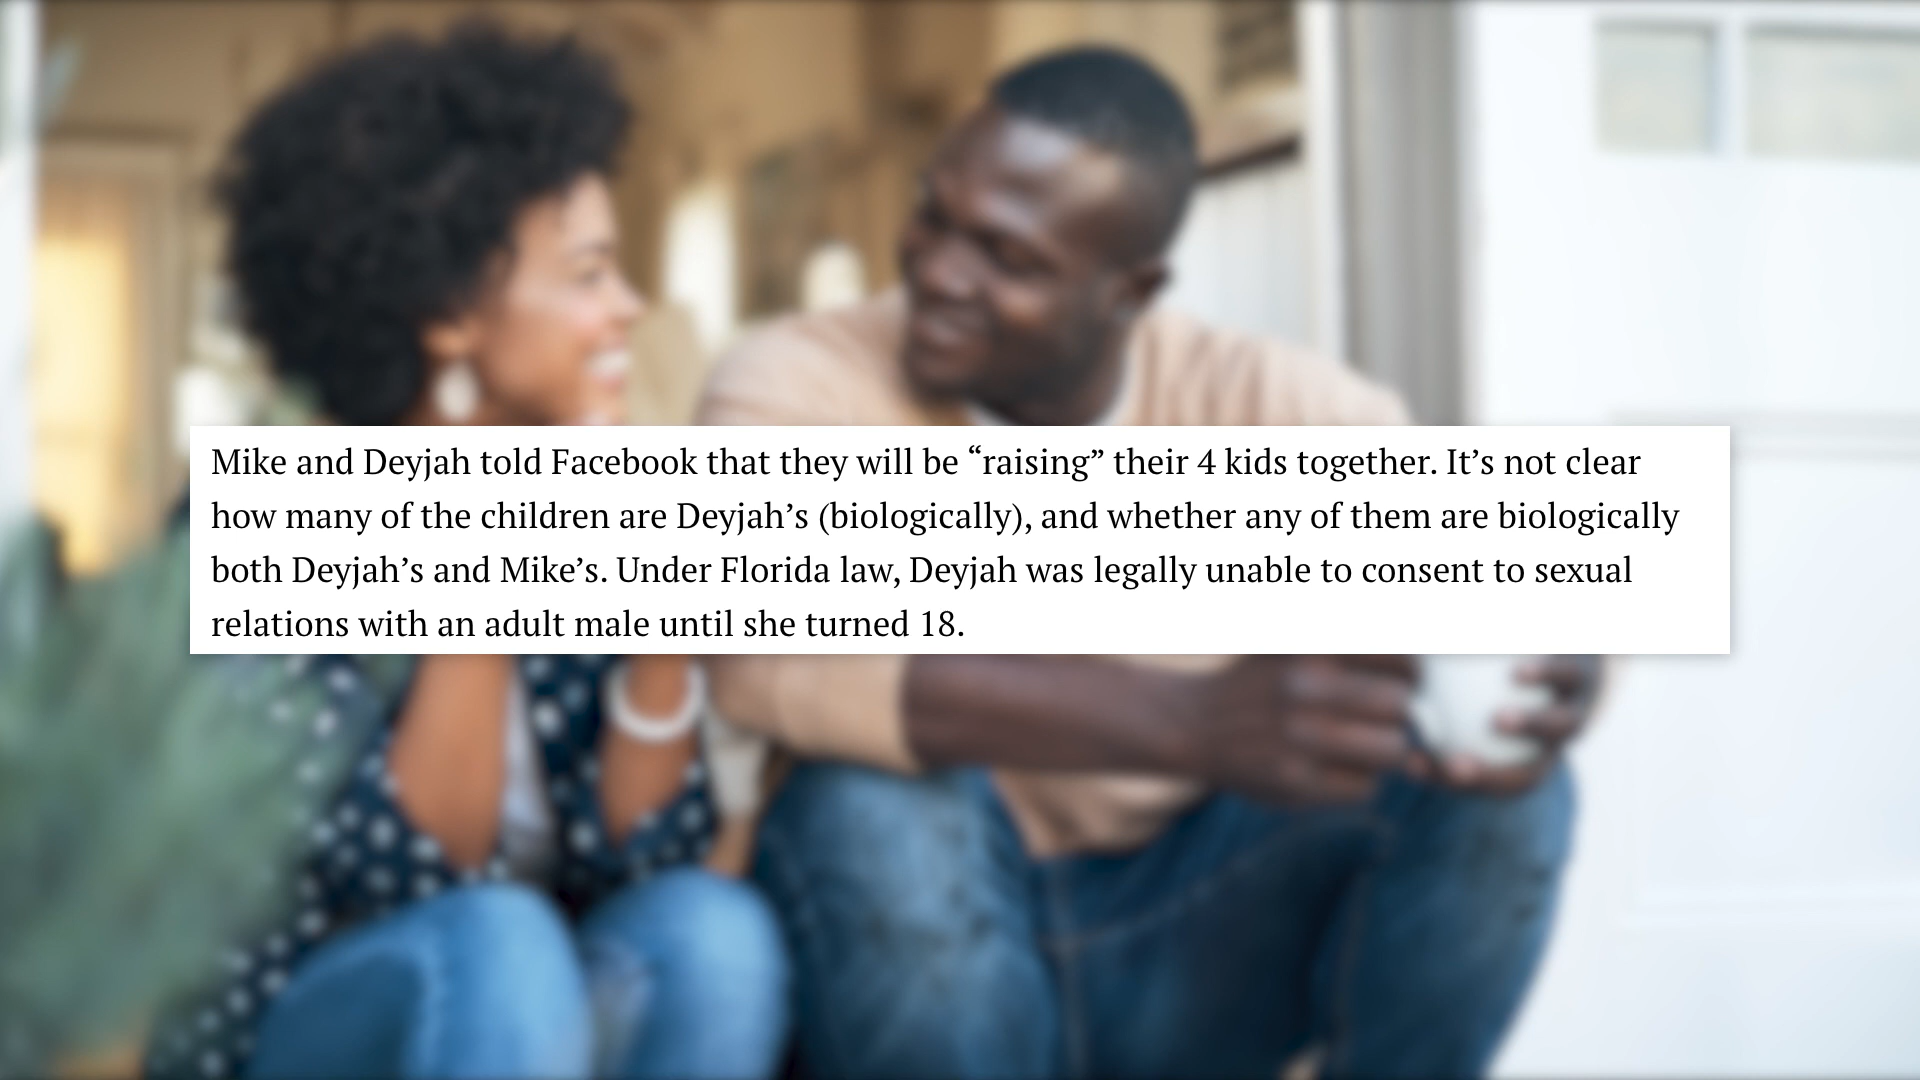 Mike and Deyjah told Facebook that they will be “raising” their 4 kids together. It’s not clear
how many of the children are Deyjah’s (biologically), and whether any of them are biologically
both Deyjah’s and Mike’s. Under Florida law, Deyjah was legally unable to consent to sexual
relations with an adult male until she turned 18.